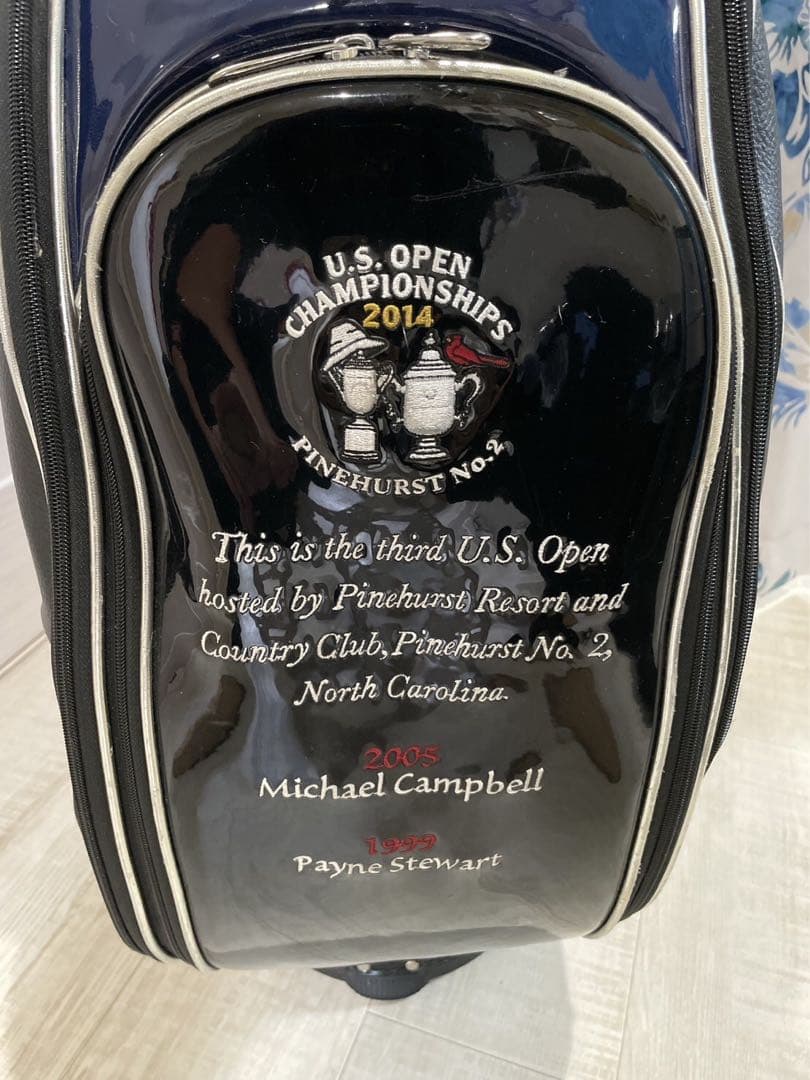 U.S. OPEN
CHAMPIONSHIPS
2014
PINEHURST No. 2
This is the third U.S. Open
hosted by Pinehurst Resort and
Country Club, Pinehurst No. 2,
North Carolina.
2005
Michael Campbell
1999
Payne Stewart